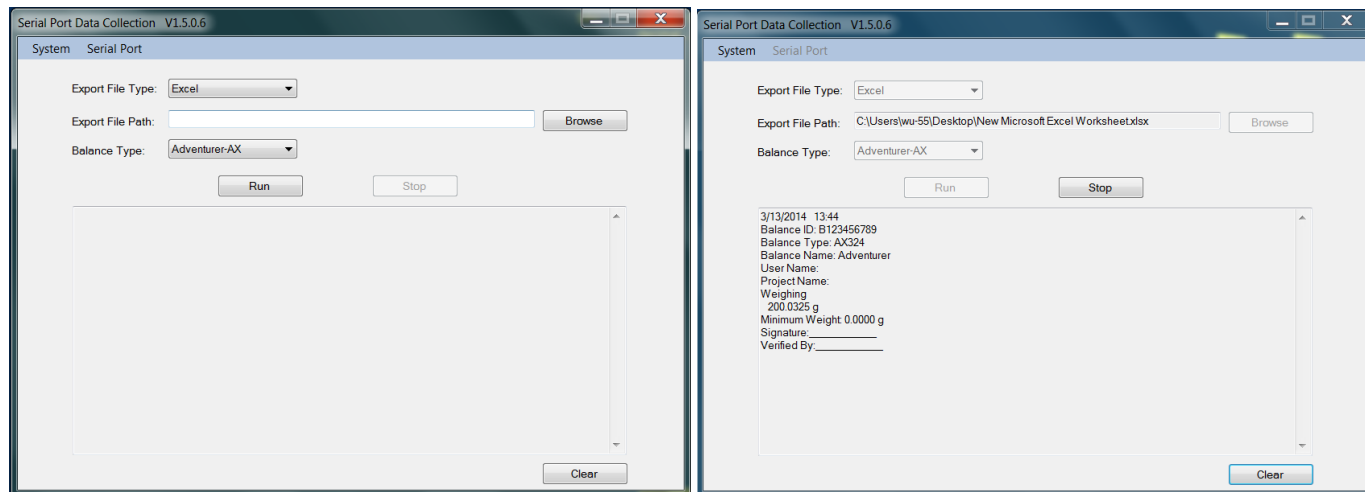 Serial Port Data Collection V1.5.0.6
System Serial Port
Export File Type: Excel
Export File Path: Browse
Balance Type: Adventurer-AX
Run Stop
Clear
Serial Port Data Collection V1.5.0.6
System Serial Port
Export File Type: Excel
Export File Path: C:\Users\wu-55\Desktop\New Microsoft Excel Worksheet.xlsx Browse
Balance Type: Adventurer-AX
Run Stop
3/13/2014 13:44
Balance ID: B123456789
Balance Type: AX324
Balance Name: Adventurer
User Name:
Project Name:
Weighing
200.0325 g
Minimum Weight: 0.0000 g
Signature:____________
Verified By:____________
Clear